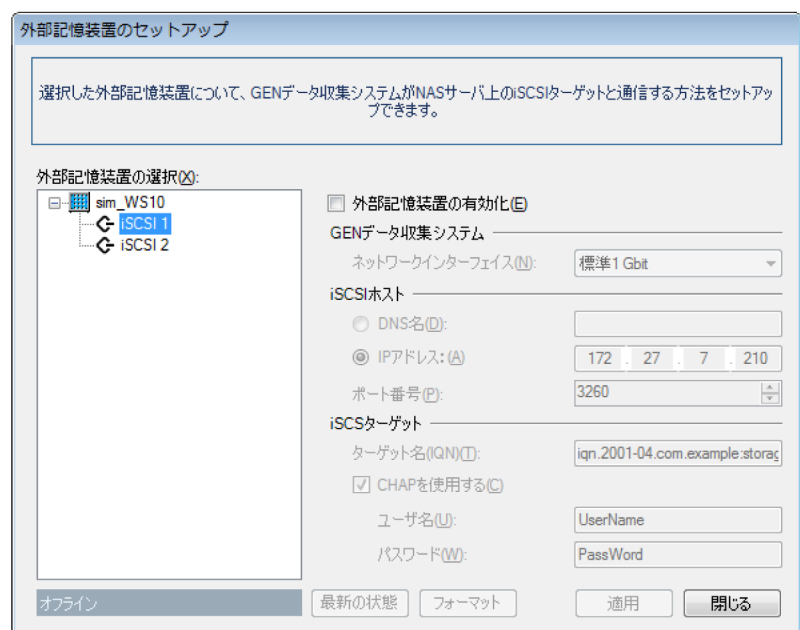 外部記憶装置のセットアップ
選択した外部記憶装置について、GENデータ収集システムがNASサーバ上のiSCSIターゲットと通信する方法をセットアッ
プできます。
外部記憶装置の選択(X):
sim_WS10
iSCSI 1
iSCSI 2
外部記憶装置の有効化(E)
GENデータ収集システム
ネットワークインターフェイス(N): 標準1 Gbit
iSCSIホスト
DNS名(D):
IPアドレス:(A) 172 . 27 . 7 . 210
ポート番号(P): 3260
iSCSターゲット
ターゲット名(IQN)(T): iqn.2001-04.com.example:storag
CHAPを使用する(C)
ユーザ名(U): UserName
パスワード(W): PassWord
オフライン 最新の状態 フォーマット 適用 閉じる